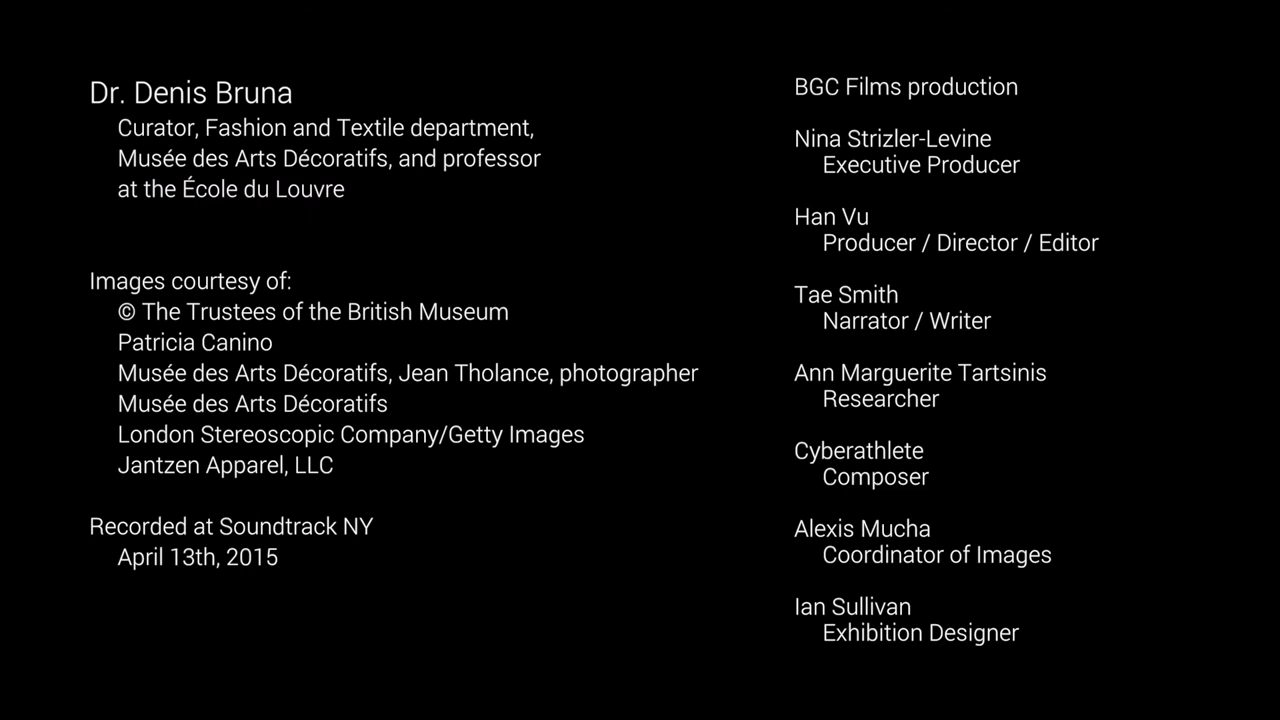 Dr. Denis Bruna
Curator, Fashion and Textile department,
Musée des Arts Décoratifs, and professor
at the École du Louvre
Images courtesy of:
© The Trustees of the British Museum
Patricia Canino
Musée des Arts Décoratifs, Jean Tholance, photographer
Musée des Arts Décoratifs
London Stereoscopic Company/Getty Images
Jantzen Apparel, LLC
Recorded at Soundtrack NY
April 13th, 2015
BGC Films production
Nina Strizler-Levine
Executive Producer
Han Vu
Producer / Director / Editor
Tae Smith
Narrator / Writer
Ann Marguerite Tartsinis
Researcher
Cyberathlete
Composer
Alexis Mucha
Coordinator of Images
Ian Sullivan
Exhibition Designer